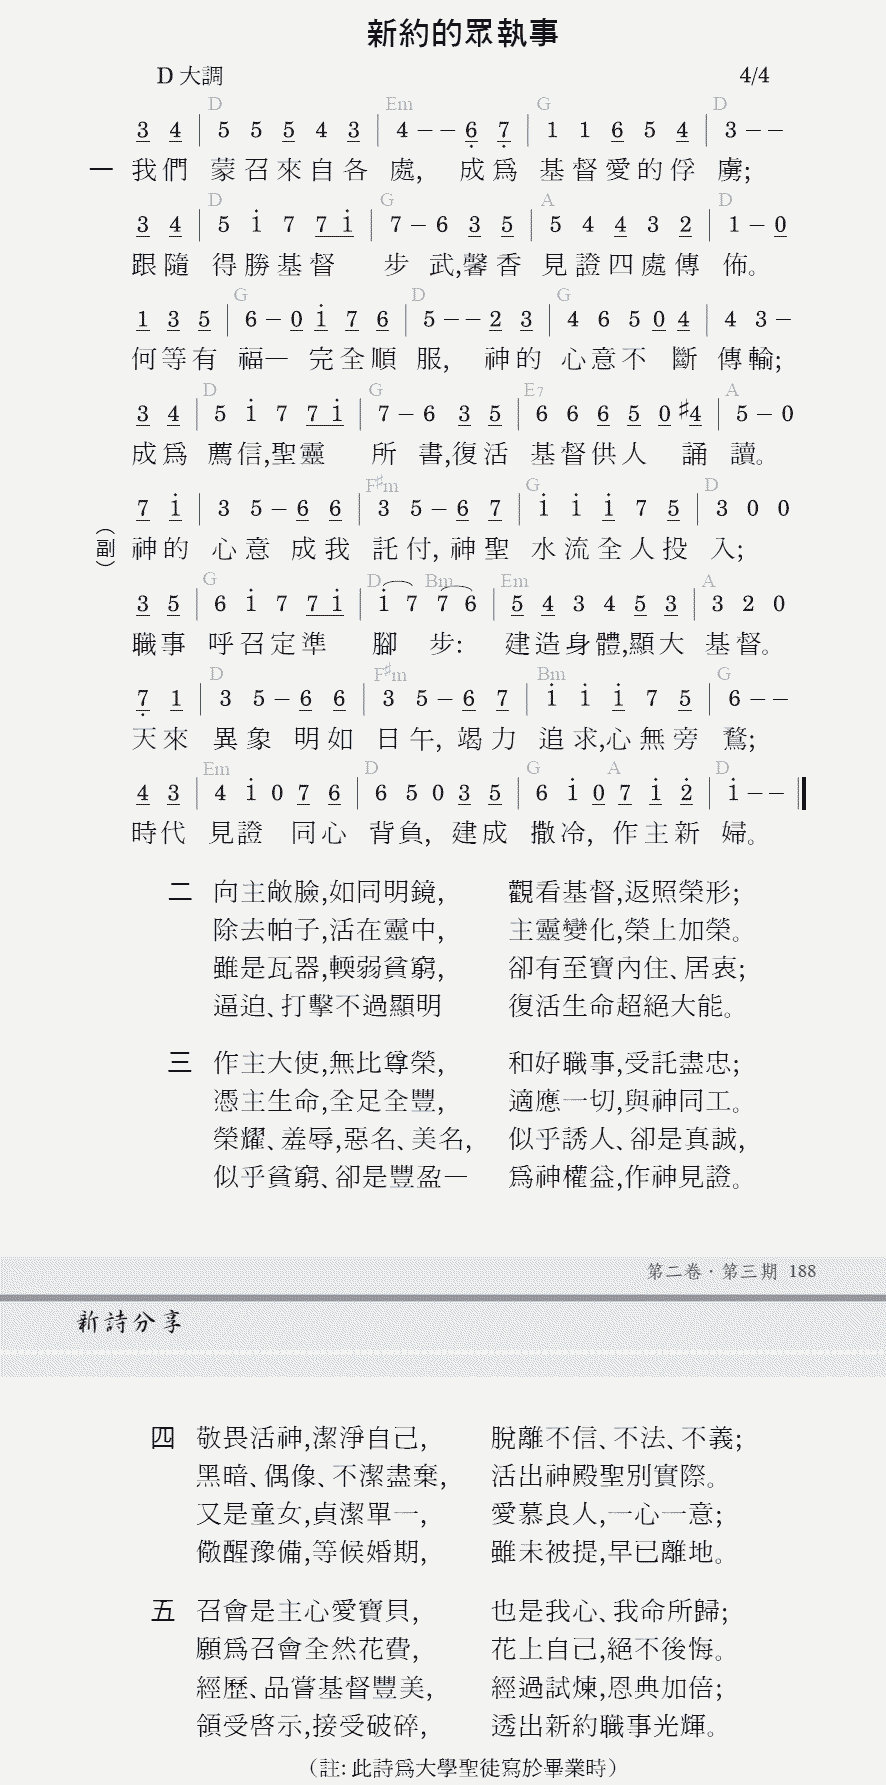 新約的眾執事
D 大調 4/4
D Em G D
3 4 | 5 5 5 4 3 | 4 － － 6 7 | 1 1 6 5 4 | 3 － －
一 我們 蒙召來自各 處, 成爲 基督愛的俘 虜;
D G A D
3 4 | 5 1 7 7 1 | 7 － 6 3 5 | 5 4 4 3 2 | 1 － 0
跟隨 得勝基督 步 武,馨香 見證四處傳 佈。
G D G
1 3 5 | 6 － 0 1 7 6 | 5 － － 2 3 | 4 6 5 0 4 | 4 3 －
何等有 福— 完全順 服, 神的 心意不 斷 傳輸;
D G E7 A
3 4 | 5 1 7 7 1 | 7 － 6 3 5 | 6 6 6 5 0 ♯4 | 5 － 0
成爲 薦信,聖靈 所 書,復活 基督供人 誦 讀。
F♯m G D
7 1 | 3 5 － 6 6 | 3 5 － 6 7 | 1 1 1 7 5 | 3 0 0
（副） 神的 心意 成我 託付, 神聖 水流全人投 入;
G D Bm Em A
3 5 | 6 1 7 7 1 | 1 7 7 6 | 5 4 3 4 5 3 | 3 2 0
職事 呼召定準 腳 步: 建造身體,顯大 基督。
D F♯m Bm G
7 1 | 3 5 － 6 6 | 3 5 － 6 7 | 1 1 1 7 5 | 6 － －
天來 異象 明如 日午, 竭力 追求,心無旁 鶩;
Em D G A D
4 3 | 4 1 0 7 6 | 6 5 0 3 5 | 6 1 0 7 1 2 | 1 － －
時代 見證 同心 背負, 建成 撒冷, 作主新 婦。
二 向主敞臉,如同明鏡, 觀看基督,返照榮形;
除去帕子,活在靈中, 主靈變化,榮上加榮。
雖是瓦器,輭弱貧窮, 卻有至寶內住、居衷;
逼迫、打擊不過顯明 復活生命超絕大能。
三 作主大使,無比尊榮, 和好職事,受託盡忠;
憑主生命,全足全豐, 適應一切,與神同工。
榮耀、羞辱,惡名、美名, 似乎誘人、卻是真誠,
似乎貧窮、卻是豐盈— 爲神權益,作神見證。
第二卷．第三期 188
新詩分享
四 敬畏活神,潔淨自己, 脫離不信、不法、不義;
黑暗、偶像、不潔盡棄, 活出神殿聖別實際。
又是童女,貞潔單一, 愛慕良人,一心一意;
儆醒豫備,等候婚期, 雖未被提,早已離地。
五 召會是主心愛寶貝, 也是我心、我命所歸;
願爲召會全然花費, 花上自己,絕不後悔。
經歷、品嘗基督豐美, 經過試煉,恩典加倍;
領受啓示,接受破碎, 透出新約職事光輝。
（註: 此詩爲大學聖徒寫於畢業時）